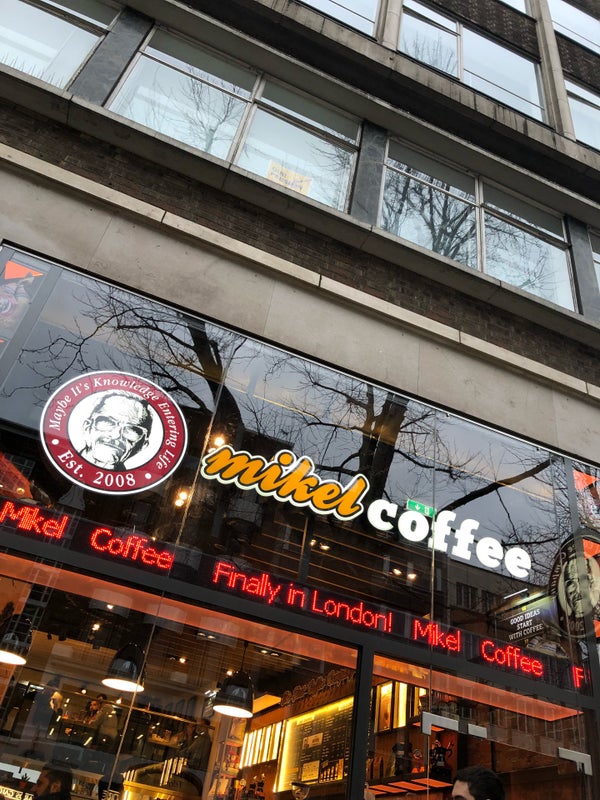 Maybe It's Knowledge Entering Life
Est. 2008
mikel coffee
Mikel Coffee Finally in London! Mikel Coffee F
GOOD IDEAS
START
WITH COFFEE.